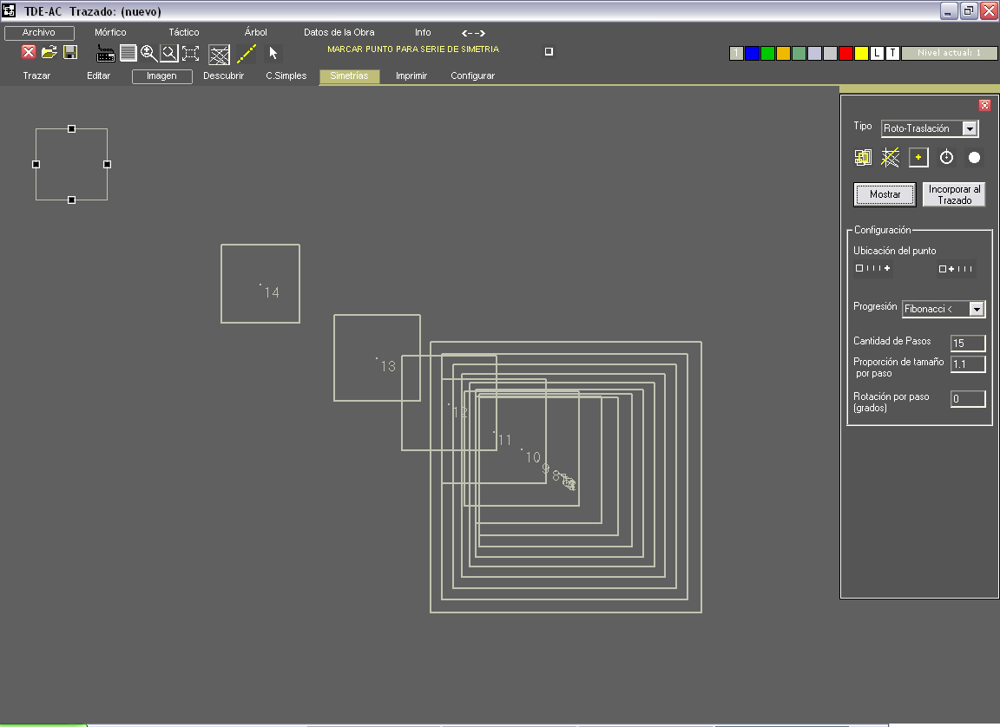 TDE-AC Trazado: (nuevo)
Archivo Mórfico Táctico Árbol Datos de la Obra Info <-->
MARCAR PUNTO PARA SERIE DE SIMETRIA
1 L T Nivel actual: 1
Trazar Editar Imagen Descubrir C.Simples Simetrías Imprimir Configurar
Tipo Roto-Traslación
Mostrar
Incorporar al
Trazado
Configuración
Ubicación del punto
Progresión Fibonacci <
Cantidad de Pasos 15
Proporción de tamaño
por paso 1.1
Rotación por paso
(grados) 0
14
13
12
11
10
9
8
7